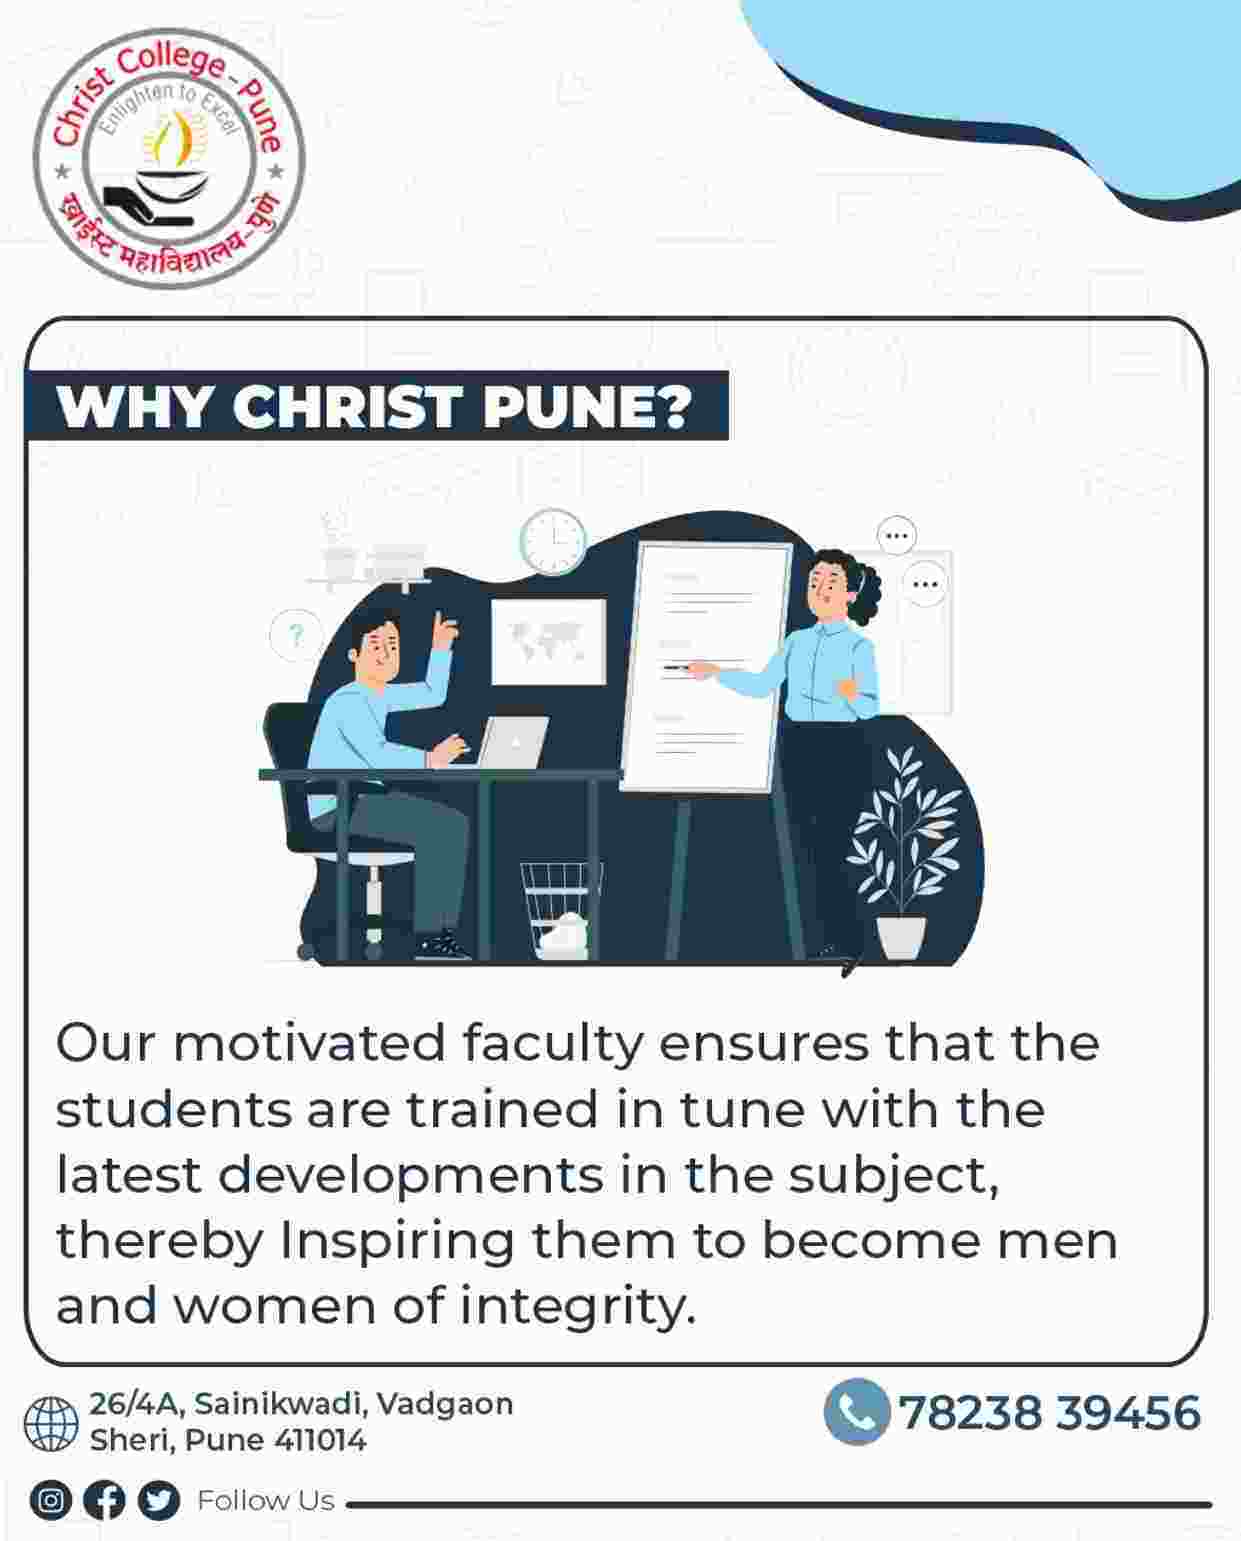 Christ College - Pune
Enlighten to Excel
ख्राईस्ट महाविद्यालय-पुणे
WHY CHRIST PUNE?
?
Our motivated faculty ensures that the
students are trained in tune with the
latest developments in the subject,
thereby Inspiring them to become men
and women of integrity.
26/4A, Sainikwadi, Vadgaon
Sheri, Pune 411014
78238 39456
Follow Us